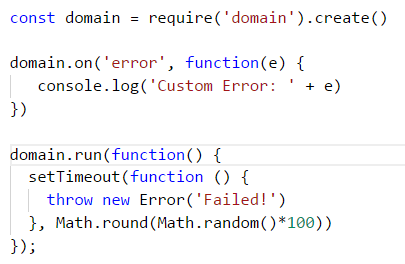 const domain = require('domain').create()
domain.on('error', function(e) {
console.log('Custom Error: ' + e)
})
domain.run(function() {
setTimeout(function () {
throw new Error('Failed!')
}, Math.round(Math.random()*100))
});